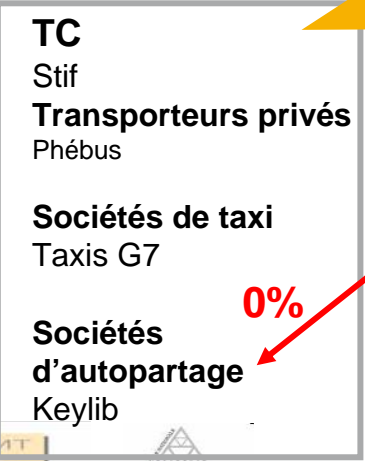 TC
Stif
Transporteurs privés
Phébus
Sociétés de taxi
Taxis G7
0%
Sociétés
d'autopartage
Keylib